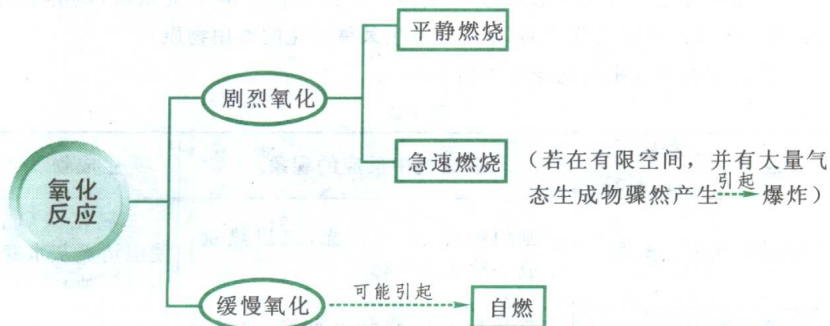 平静燃烧
剧烈氧化
急速燃烧
（若在有限空间，并有大量气
态生成物骤然产生 引起 爆炸）
氧化
反应
缓慢氧化
可能引起
自燃